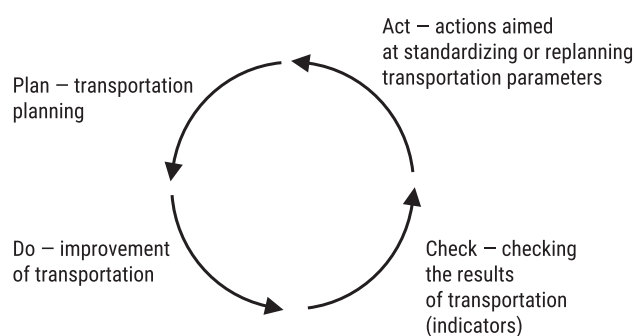 Act – actions aimed
at standardizing or replanning
transportation parameters
Plan – transportation
planning
Do – improvement
of transportation
Check – checking
the results
of transportation
(indicators)